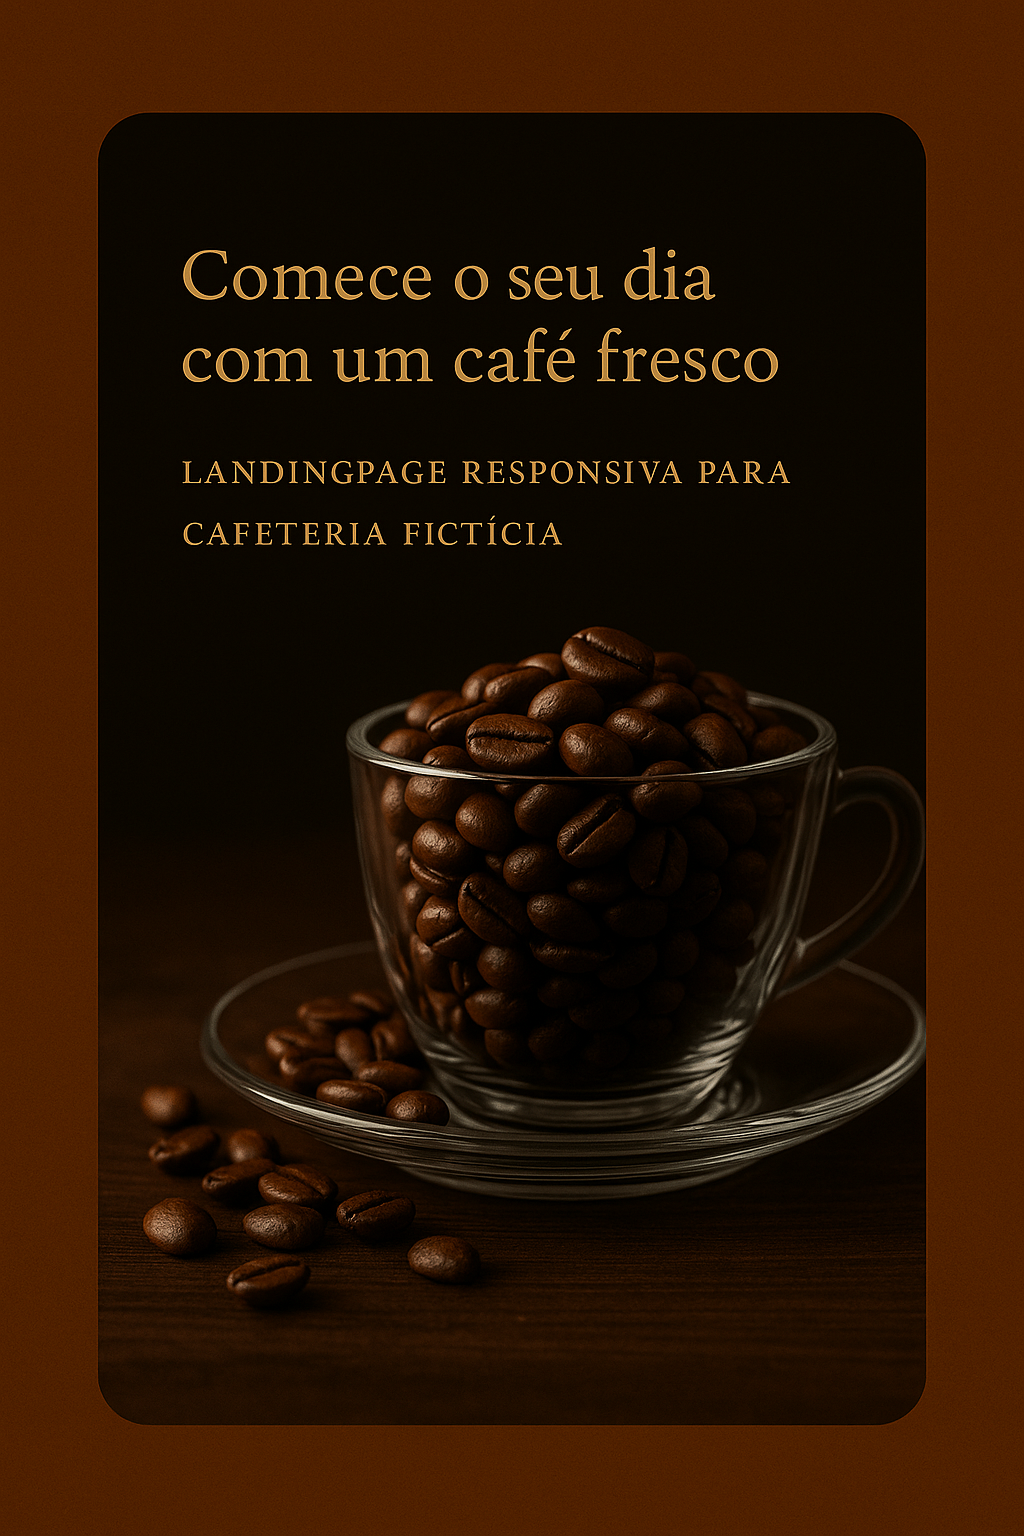 Comece o seu dia
com um café fresco
LANDINGPAGE RESPONSIVA PARA
CAFETERIA FICTÍCIA